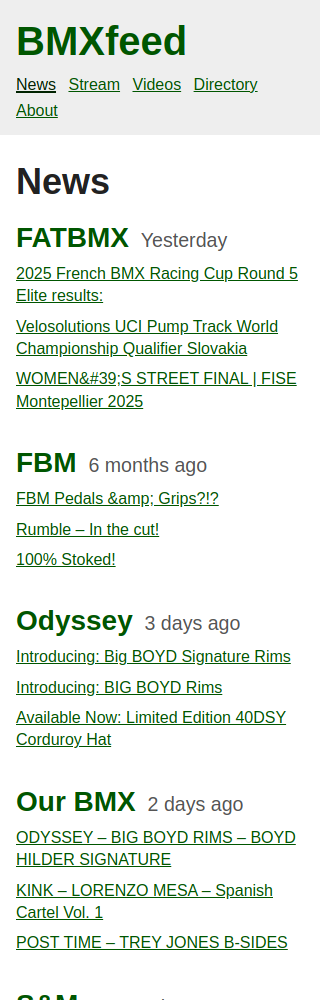 BMXfeed
News Stream Videos Directory
About
News
FATBMX Yesterday
2025 French BMX Racing Cup Round 5
Elite results:
Velosolutions UCI Pump Track World
Championship Qualifier Slovakia
WOMEN&#39;S STREET FINAL | FISE
Montepellier 2025
FBM 6 months ago
FBM Pedals &amp; Grips?!?
Rumble – In the cut!
100% Stoked!
Odyssey 3 days ago
Introducing: Big BOYD Signature Rims
Introducing: BIG BOYD Rims
Available Now: Limited Edition 40DSY
Corduroy Hat
Our BMX 2 days ago
ODYSSEY – BIG BOYD RIMS – BOYD
HILDER SIGNATURE
KINK – LORENZO MESA – Spanish
Cartel Vol. 1
POST TIME – TREY JONES B-SIDES
S&M